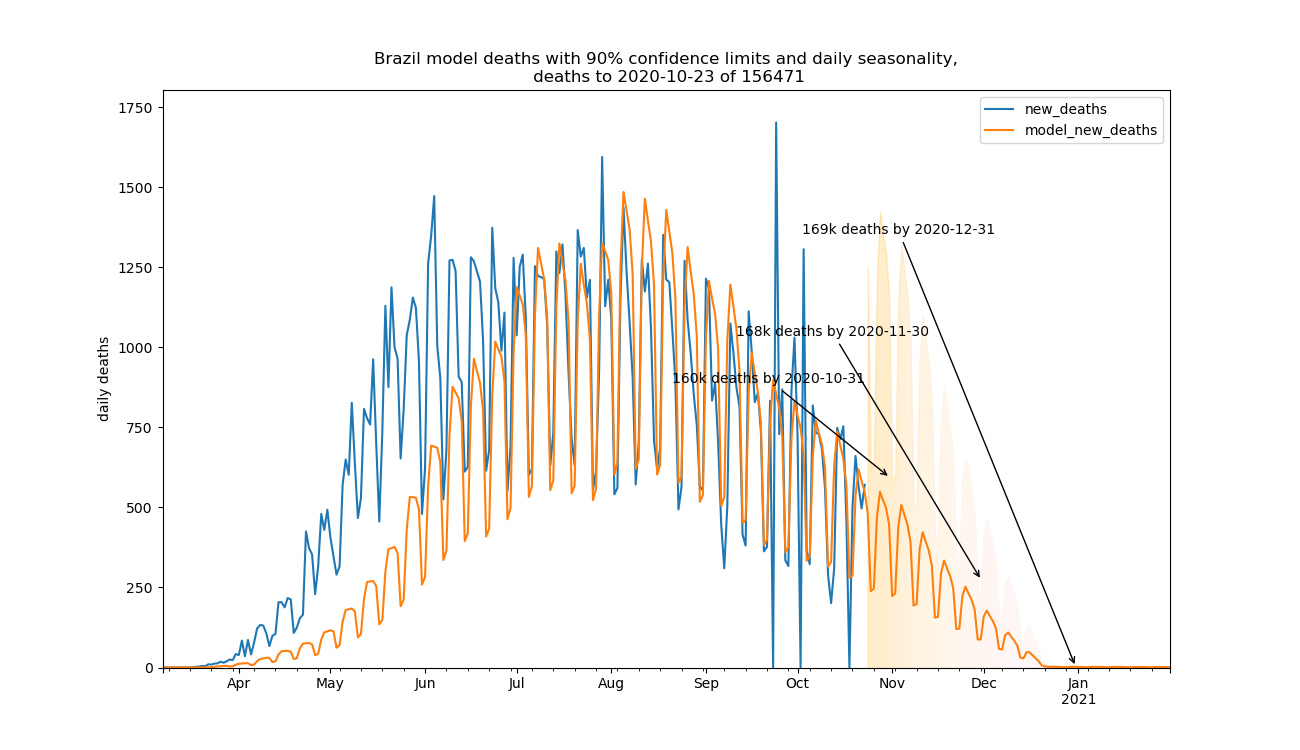 Brazil model deaths with 90% confidence limits and daily seasonality,
deaths to 2020-10-23 of 156471
new_deaths
model_new_deaths
daily deaths
1750
1500
1250
1000
750
500
250
0
169k deaths by 2020-12-31
168k deaths by 2020-11-30
160k deaths by 2020-10-31
Apr May Jun Jul Aug Sep Oct Nov Dec Jan
2021